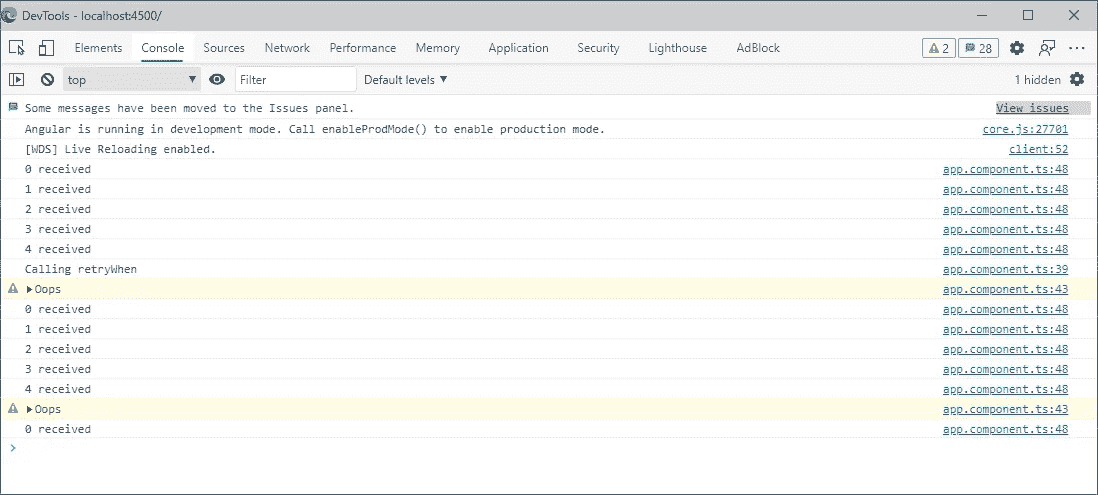 DevTools - localhost:4500/
Elements Console Sources Network Performance Memory Application Security Lighthouse AdBlock 2 28
top Filter Default levels 1 hidden
Some messages have been moved to the Issues panel. View issues
Angular is running in development mode. Call enableProdMode() to enable production mode. core.js:27701
[WDS] Live Reloading enabled. client:52
0 received app.component.ts:48
1 received app.component.ts:48
2 received app.component.ts:48
3 received app.component.ts:48
4 received app.component.ts:48
Calling retryWhen app.component.ts:39
Oops app.component.ts:43
0 received app.component.ts:48
1 received app.component.ts:48
2 received app.component.ts:48
3 received app.component.ts:48
4 received app.component.ts:48
Oops app.component.ts:43
0 received app.component.ts:48